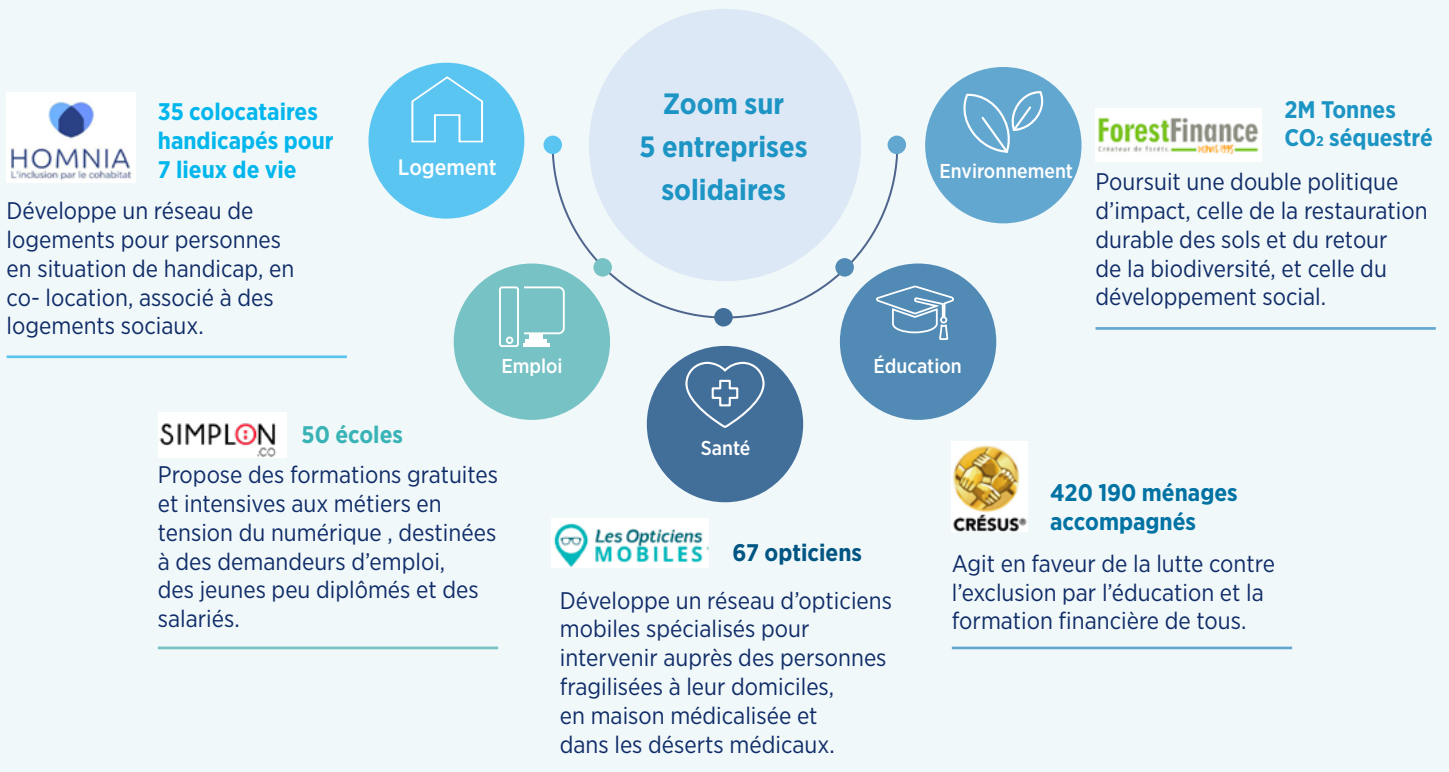 Zoom sur
5 entreprises
solidaires
Logement
HOMNIA
L'inclusion par le cohabitat
35 colocataires
handicapés pour
7 lieux de vie
Développe un réseau de
logements pour personnes
en situation de handicap, en
co- location, associé à des
logements sociaux.
Emploi
SIMPLON
.CO
50 écoles
Propose des formations gratuites
et intensives aux métiers en
tension du numérique , destinées
à des demandeurs d’emploi,
des jeunes peu diplômés et des
salariés.
Santé
Les Opticiens
MOBILES
67 opticiens
Développe un réseau d’opticiens
mobiles spécialisés pour
intervenir auprès des personnes
fragilisées à leur domiciles,
en maison médicalisée et
dans les déserts médicaux.
Éducation
CRÉSUS®
420 190 ménages
accompagnés
Agit en faveur de la lutte contre
l’exclusion par l’éducation et la
formation financière de tous.
Environnement
ForestFinance
Créateur de forêts. DEPUIS 1995
2M Tonnes
CO₂ séquestré
Poursuit une double politique
d’impact, celle de la restauration
durable des sols et du retour
de la biodiversité, et celle du
développement social.